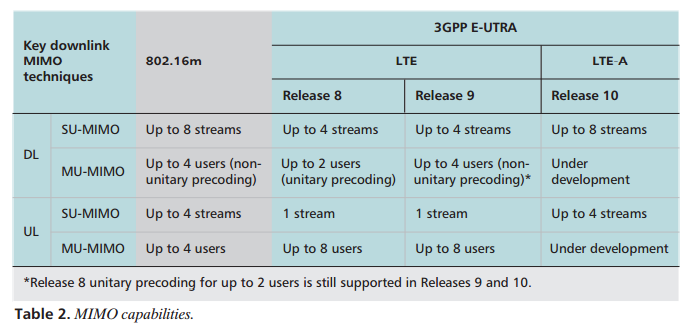 Key downlink MIMO techniques 802.16m 3GPP E-UTRA
LTE LTE-A
Release 8 Release 9 Release 10
DL SU-MIMO Up to 8 streams Up to 4 streams Up to 4 streams Up to 8 streams
MU-MIMO Up to 4 users (non-unitary precoding) Up to 2 users (unitary precoding) Up to 4 users (non-unitary precoding)* Under development
UL SU-MIMO Up to 4 streams 1 stream 1 stream Up to 4 streams
MU-MIMO Up to 4 users Up to 8 users Up to 8 users Under development
*Release 8 unitary precoding for up to 2 users is still supported in Releases 9 and 10.
Table 2. MIMO capabilities.